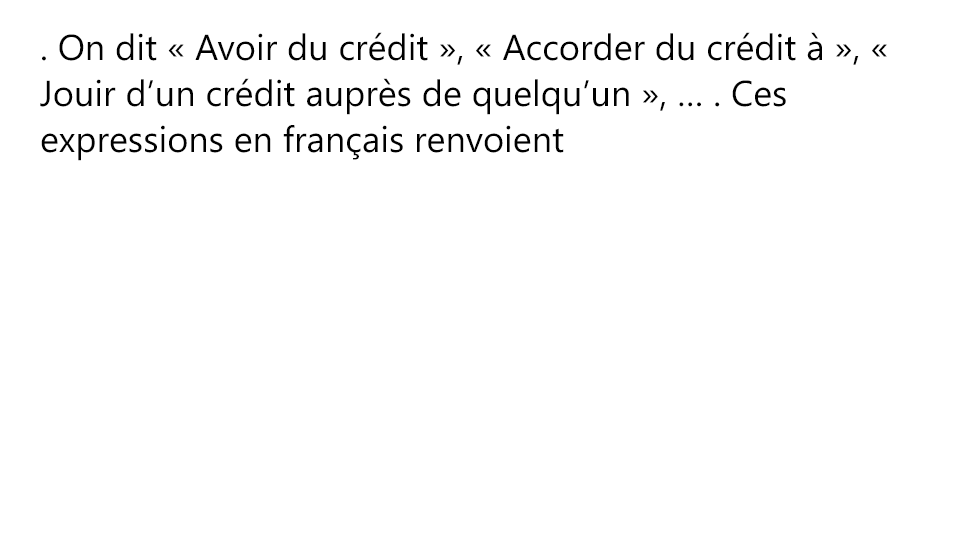 . On dit « Avoir du crédit », « Accorder du crédit à », «
Jouir d’un crédit auprès de quelqu’un », … . Ces
expressions en français renvoient